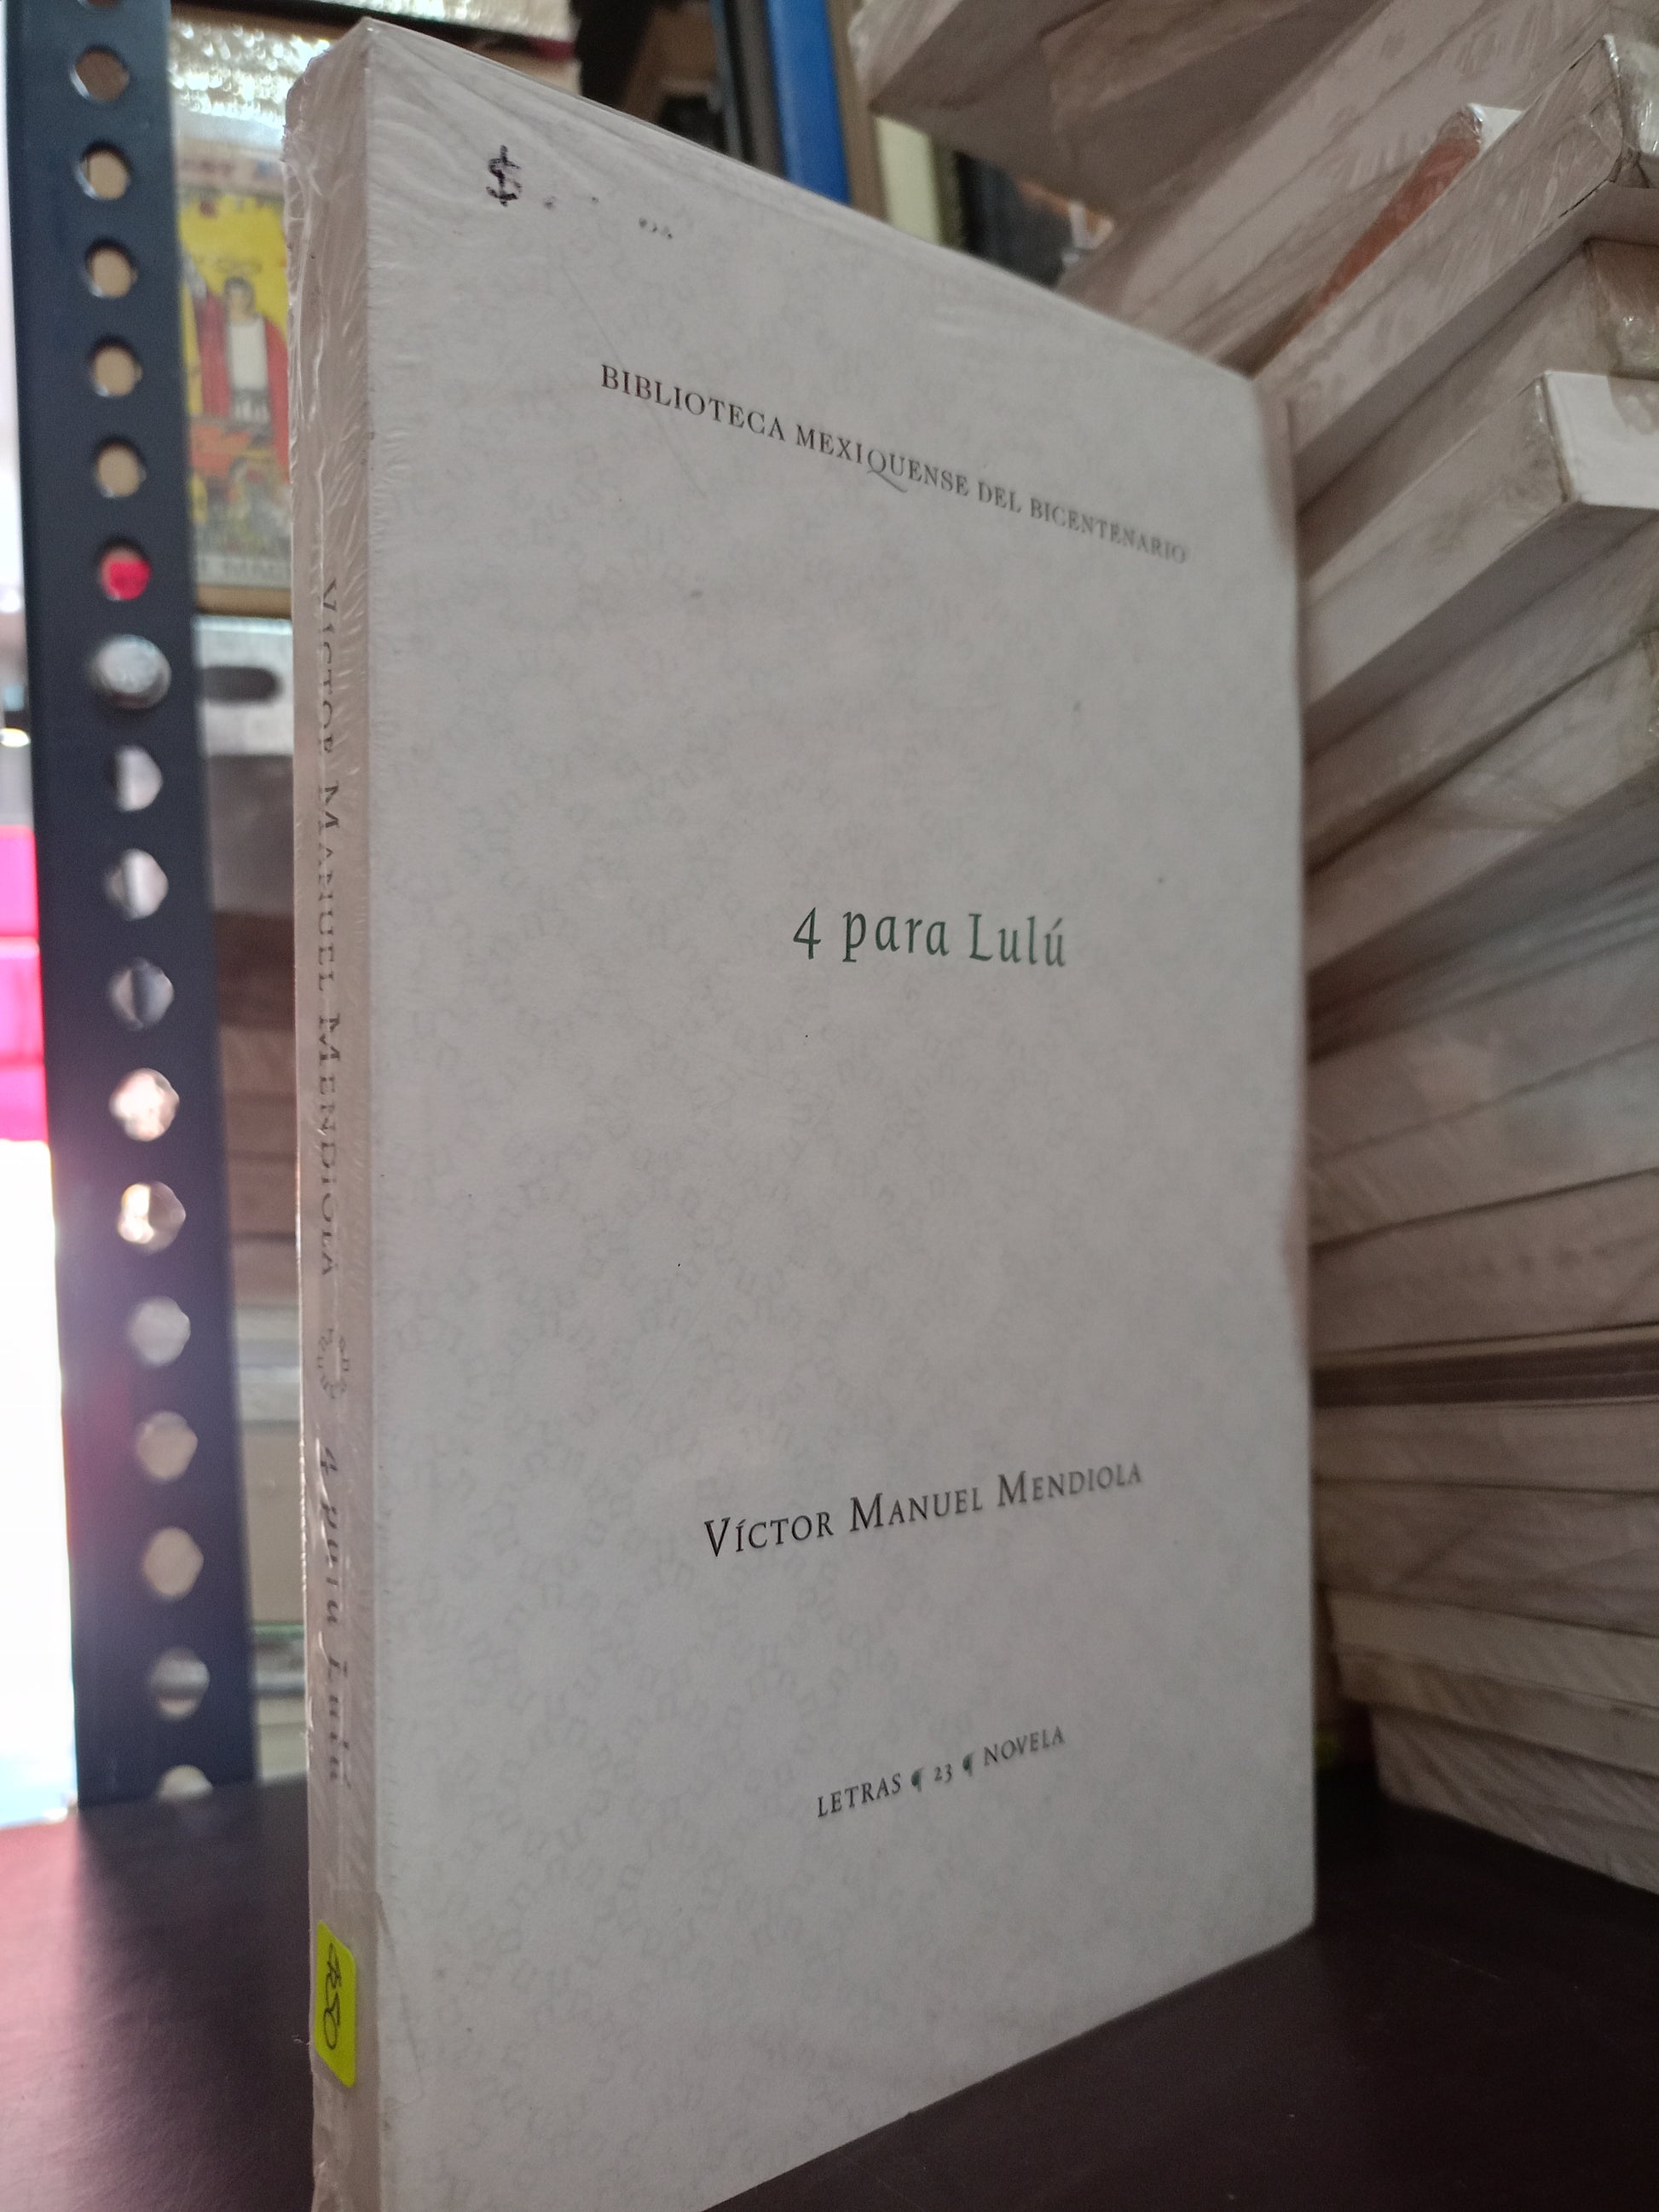 $
BIBLIOTECA MEXIQUENSE DEL BICENTENARIO
4 para Lulú
VÍCTOR MANUEL MENDIOLA
LETRAS ¶ 23 ¶ NOVELA
VÍCTOR MANUEL MENDIOLA 4 para Lulú